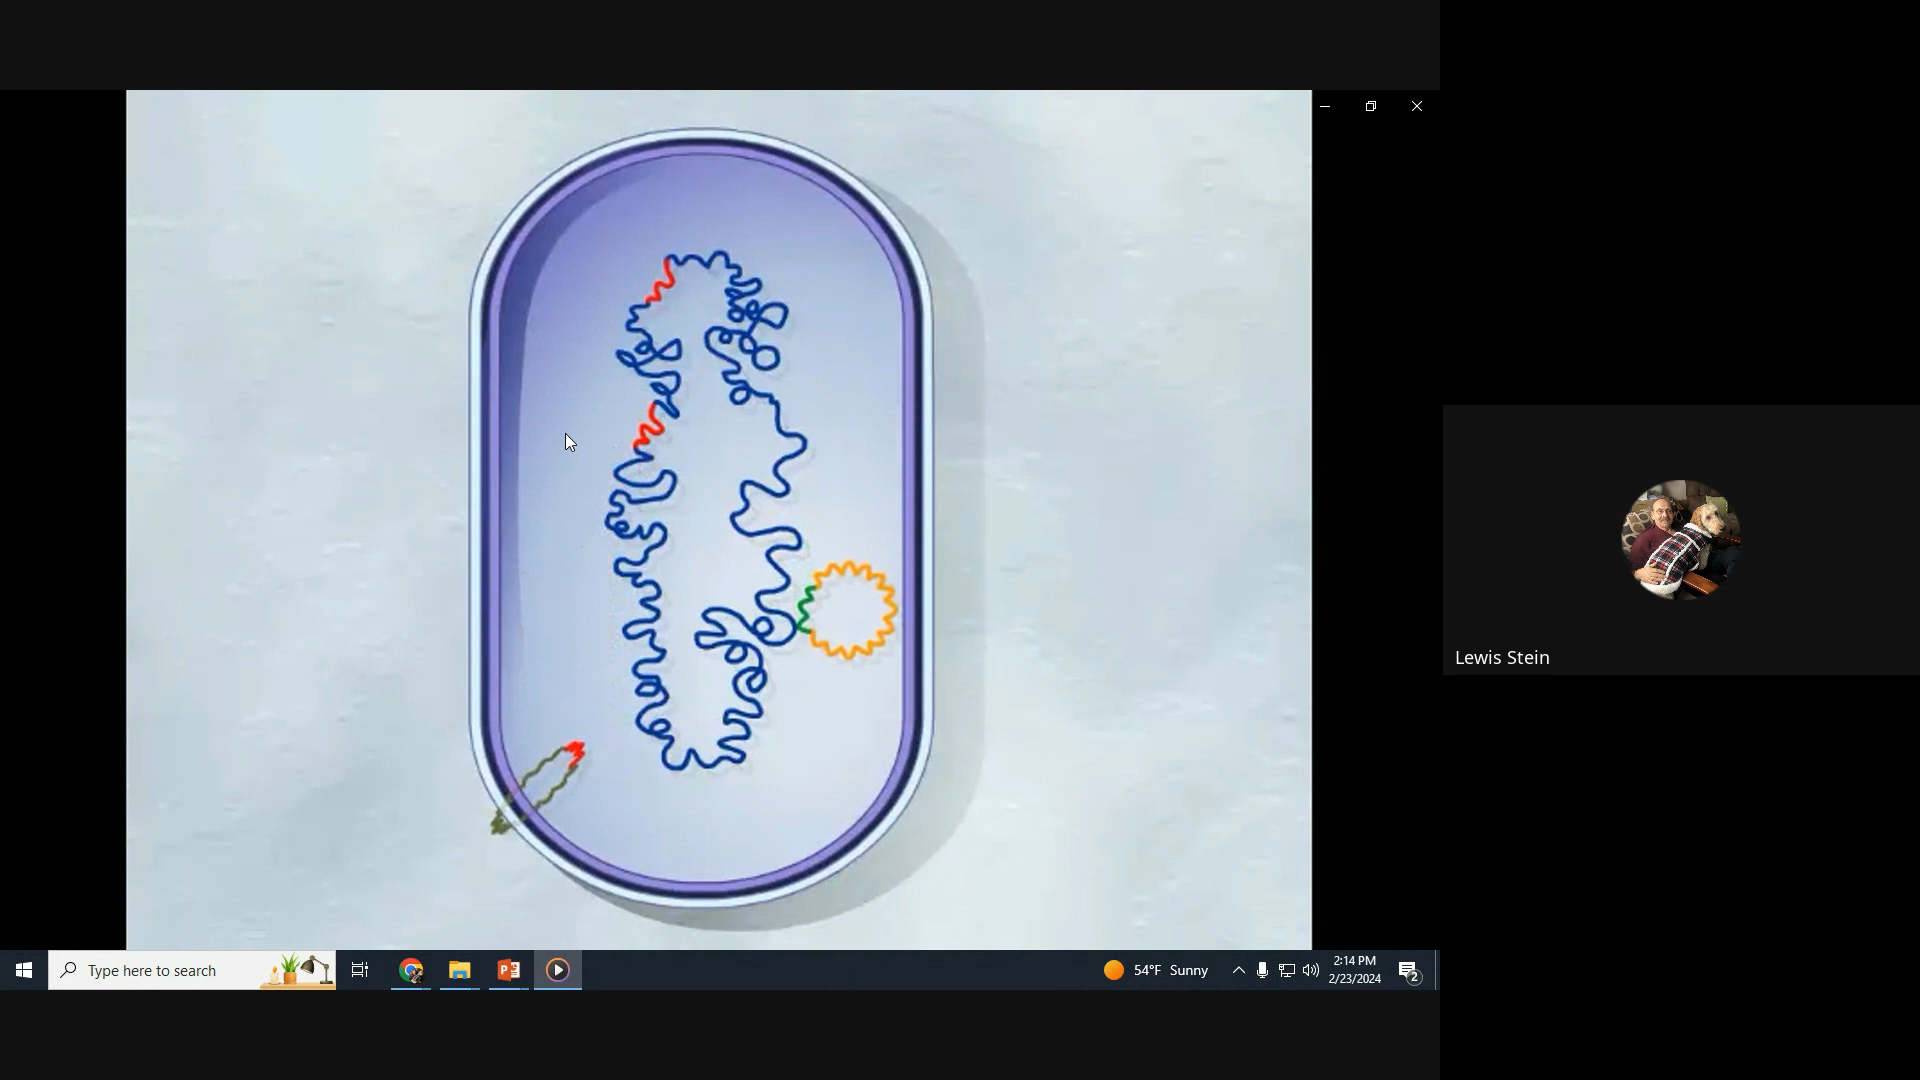 Lewis Stein
Type here to search
54°F Sunny
2:14 PM
2/23/2024
2